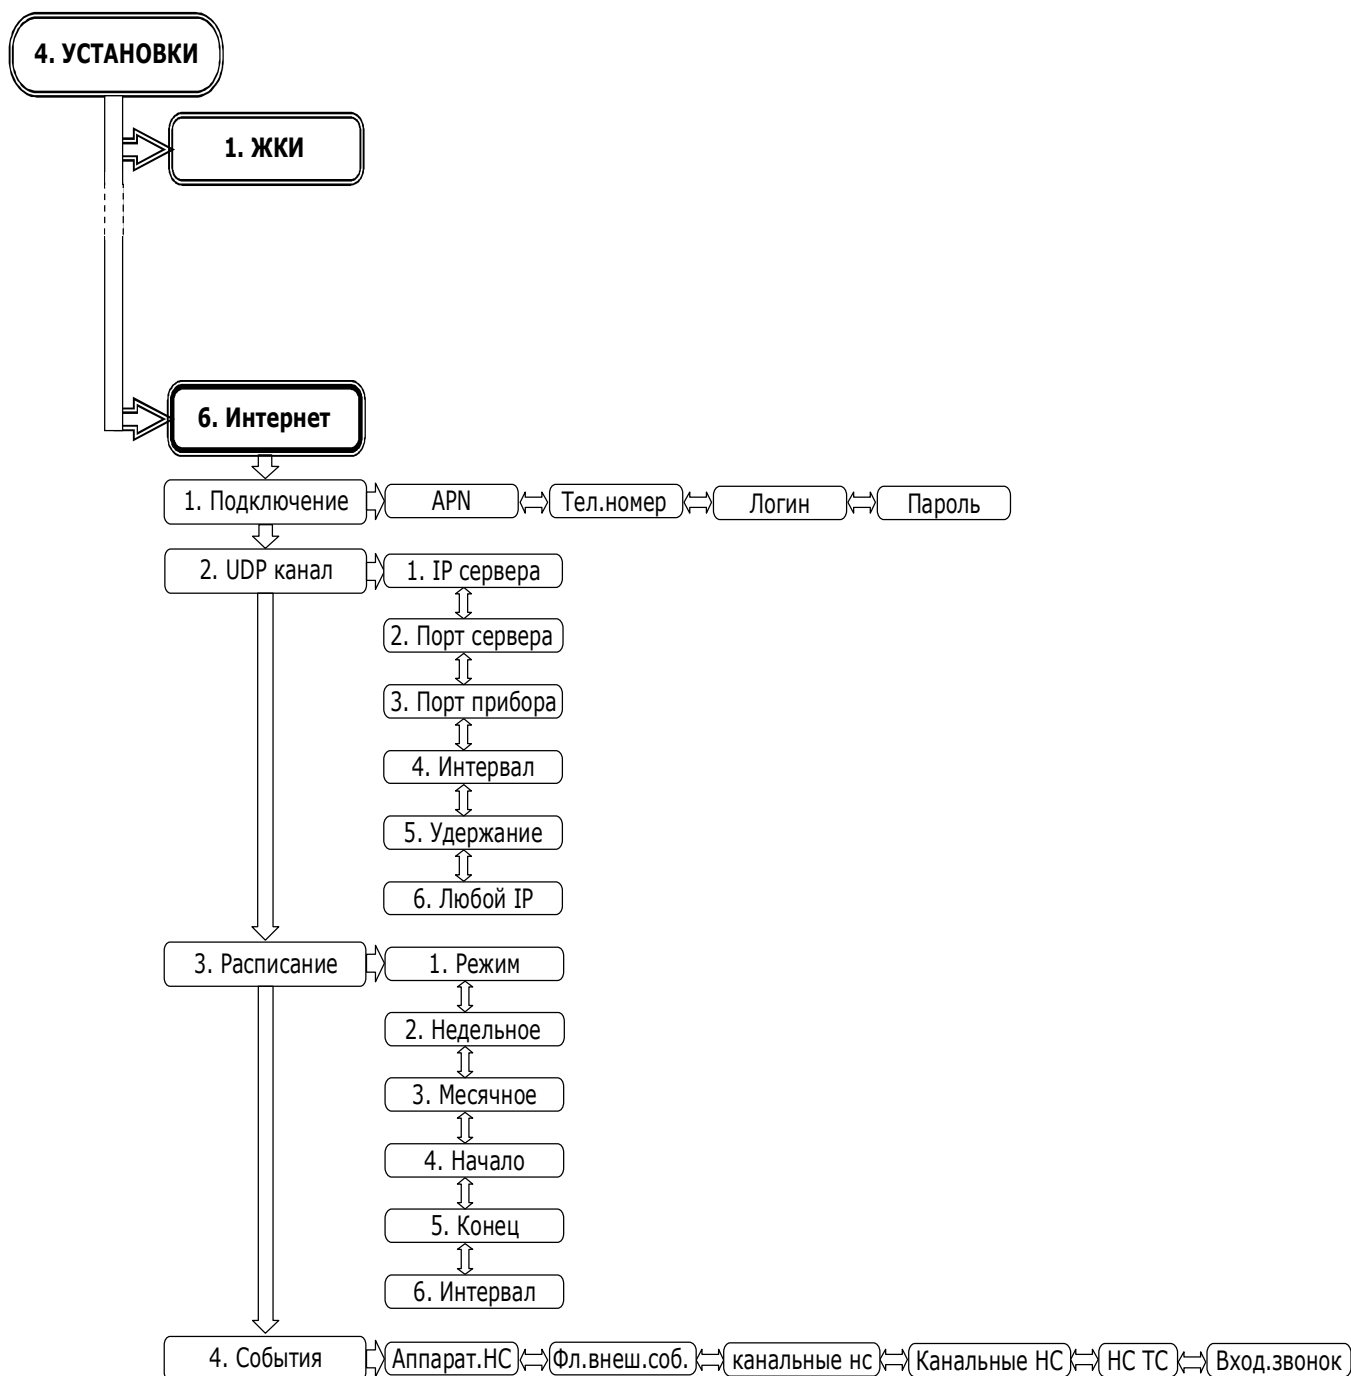 4. УСТАНОВКИ
1. ЖКИ
6. Интернет
1. Подключение
APN
Тел.номер
Логин
Пароль
2. UDP канал
1. IP сервера
2. Порт сервера
3. Порт прибора
4. Интервал
5. Удержание
6. Любой IP
3. Расписание
1. Режим
2. Недельное
3. Месячное
4. Начало
5. Конец
6. Интервал
4. События
Аппарат.НС
Фл.внеш.соб.
канальные нс
Канальные НС
НС ТС
Вход.звонок